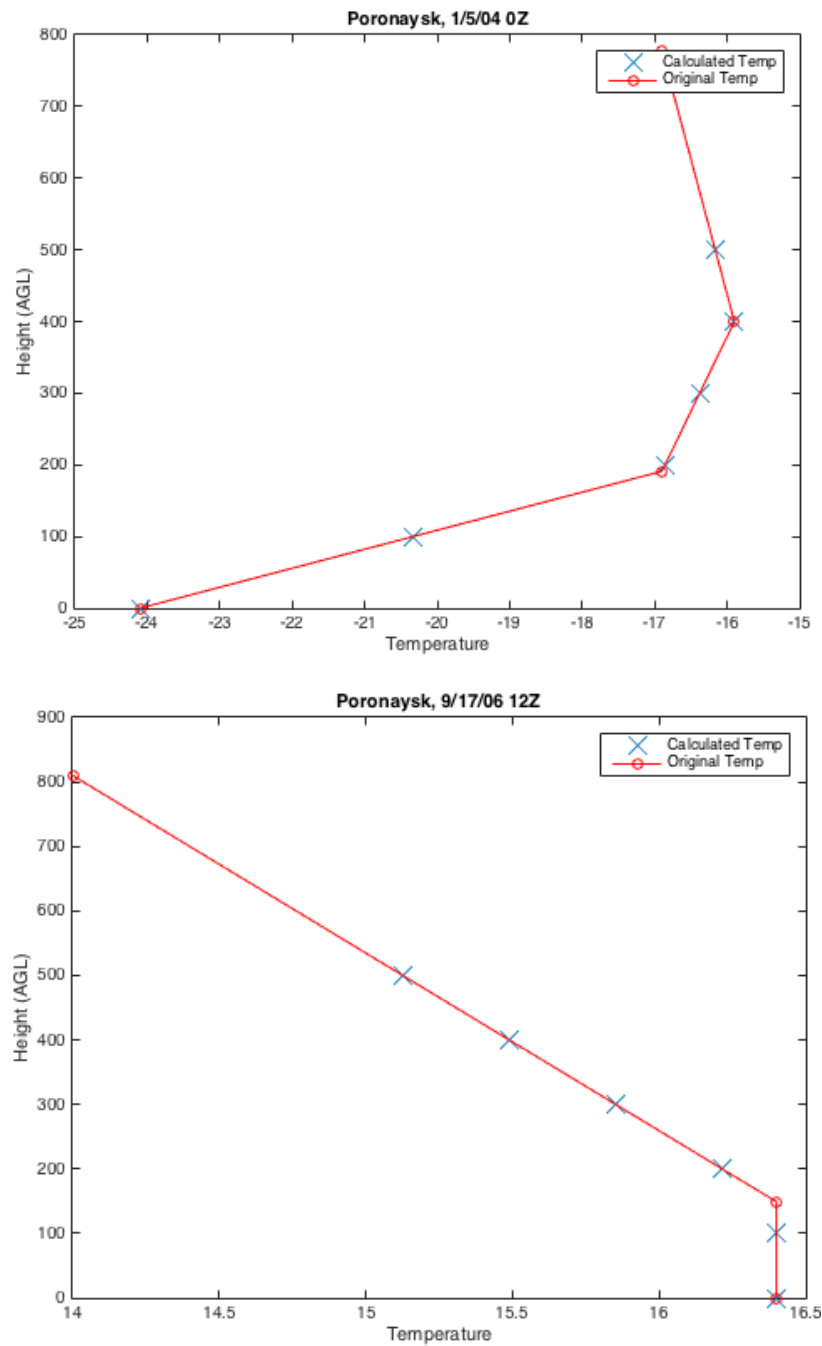 Poronaysk, 1/5/04 0Z
800
700
600
500
400
300
200
100
0
Height (AGL)
Calculated Temp
Original Temp
-25 -24 -23 -22 -21 -20 -19 -18 -17 -16 -15
Temperature
Poronaysk, 9/17/06 12Z
900
800
700
600
500
400
300
200
100
0
Height (AGL)
Calculated Temp
Original Temp
14 14.5 15 15.5 16 16.5
Temperature